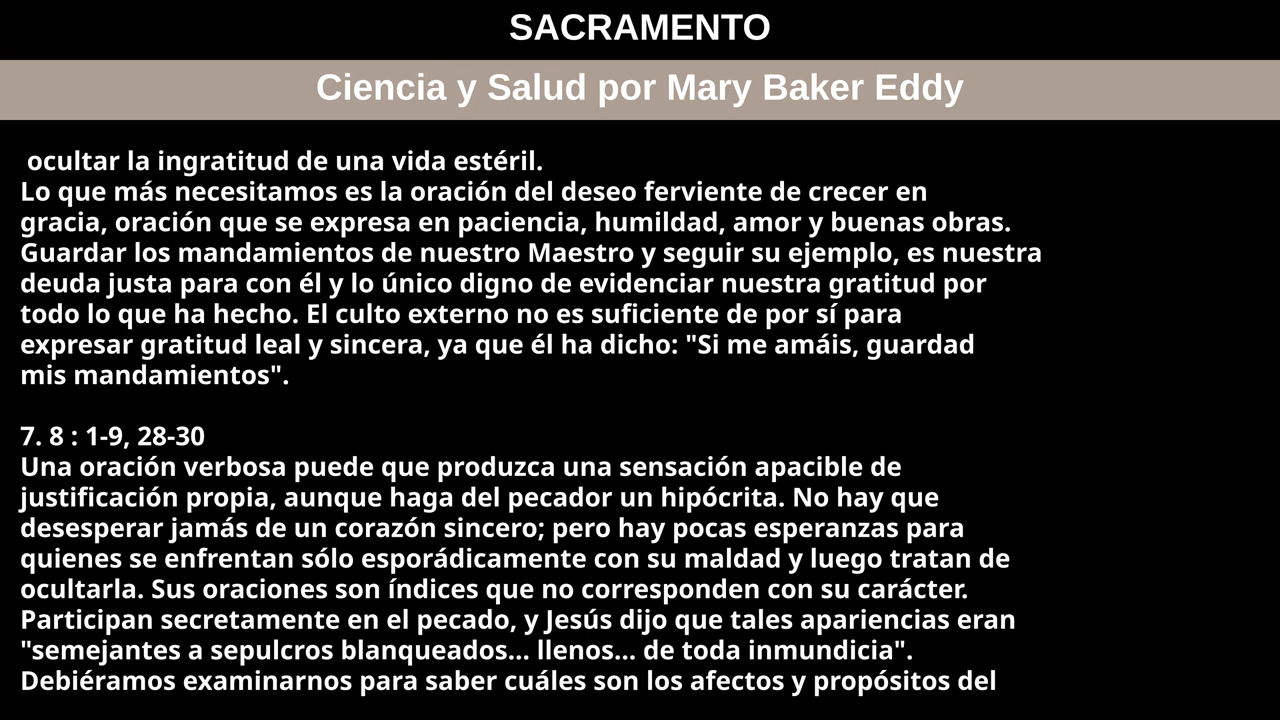 SACRAMENTO
Ciencia y Salud por Mary Baker Eddy
ocultar la ingratitud de una vida estéril.
Lo que más necesitamos es la oración del deseo ferviente de crecer en
gracia, oración que se expresa en paciencia, humildad, amor y buenas obras.
Guardar los mandamientos de nuestro Maestro y seguir su ejemplo, es nuestra
deuda justa para con él y lo único digno de evidenciar nuestra gratitud por
todo lo que ha hecho. El culto externo no es suficiente de por sí para
expresar gratitud leal y sincera, ya que él ha dicho: "Si me amáis, guardad
mis mandamientos".
7. 8 : 1-9, 28-30
Una oración verbosa puede que produzca una sensación apacible de
justificación propia, aunque haga del pecador un hipócrita. No hay que
desesperar jamás de un corazón sincero; pero hay pocas esperanzas para
quienes se enfrentan sólo esporádicamente con su maldad y luego tratan de
ocultarla. Sus oraciones son índices que no corresponden con su carácter.
Participan secretamente en el pecado, y Jesús dijo que tales apariencias eran
"semejantes a sepulcros blanqueados... llenos... de toda inmundicia".
Debiéramos examinarnos para saber cuáles son los afectos y propósitos del